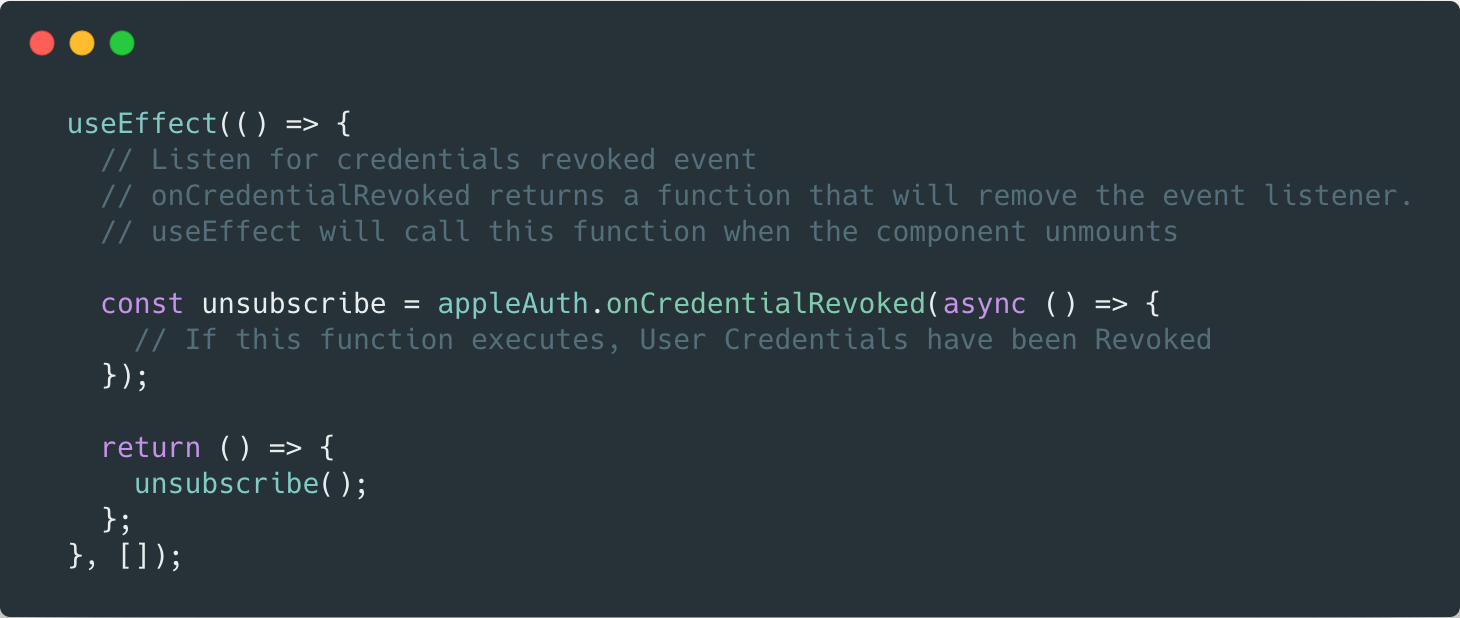 useEffect(() => {
  // Listen for credentials revoked event
  // onCredentialRevoked returns a function that will remove the event listener.
  // useEffect will call this function when the component unmounts

  const unsubscribe = appleAuth.onCredentialRevoked(async () => {
    // If this function executes, User Credentials have been Revoked
  });

  return () => {
    unsubscribe();
  };
}, []);